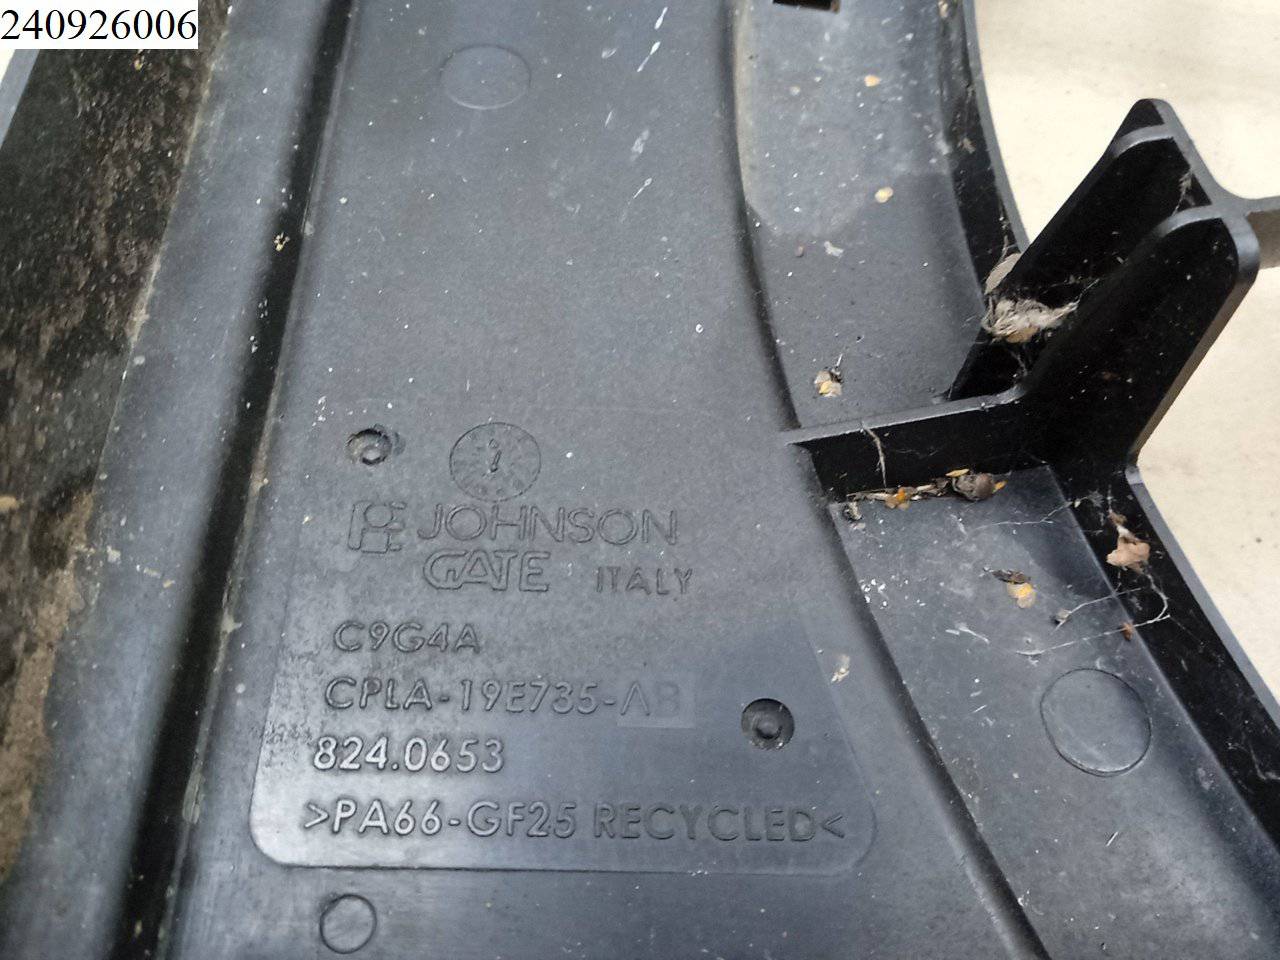 240926006
JOHNSON
GATE ITALY
C9G4A
CPLA-19E735-AB
824.0653
>PA66-GF25 RECYCLED<